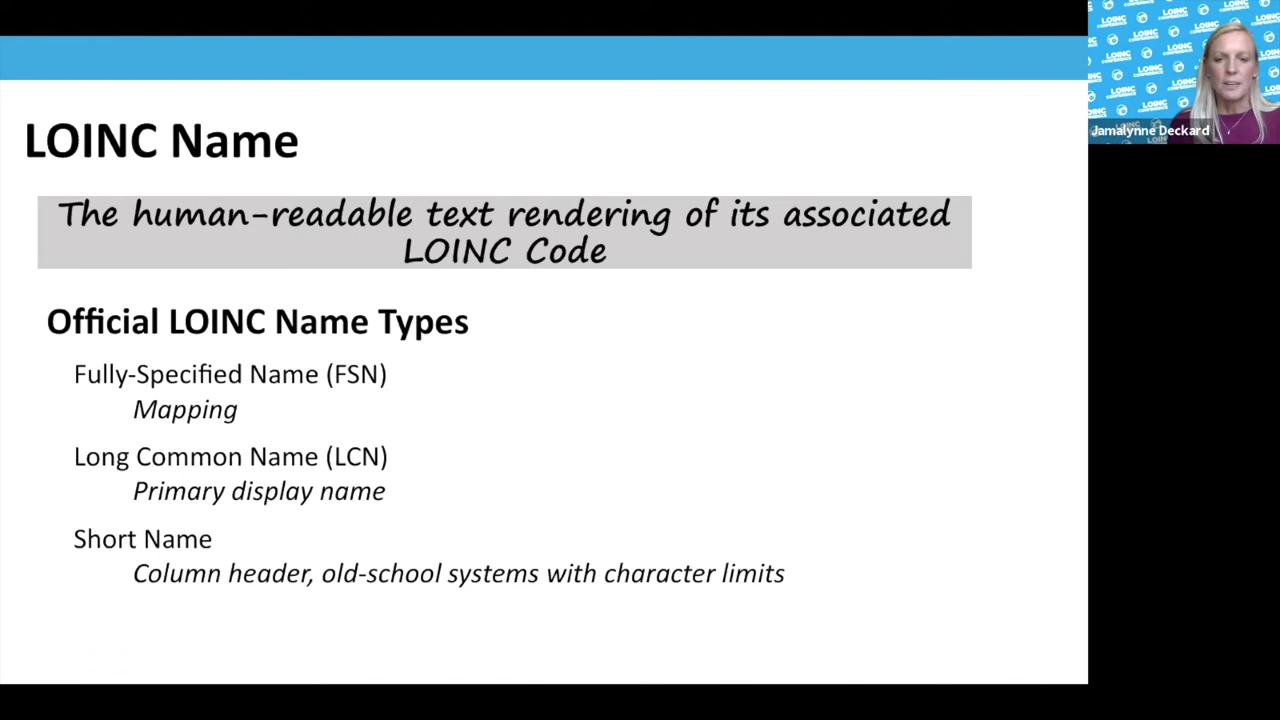 LOINC Name
The human-readable text rendering of its associated
LOINC Code
Official LOINC Name Types
Fully-Specified Name (FSN)
Mapping
Long Common Name (LCN)
Primary display name
Short Name
Column header, old-school systems with character limits
LOINC
CONFERENCE
Jamalynne Deckard